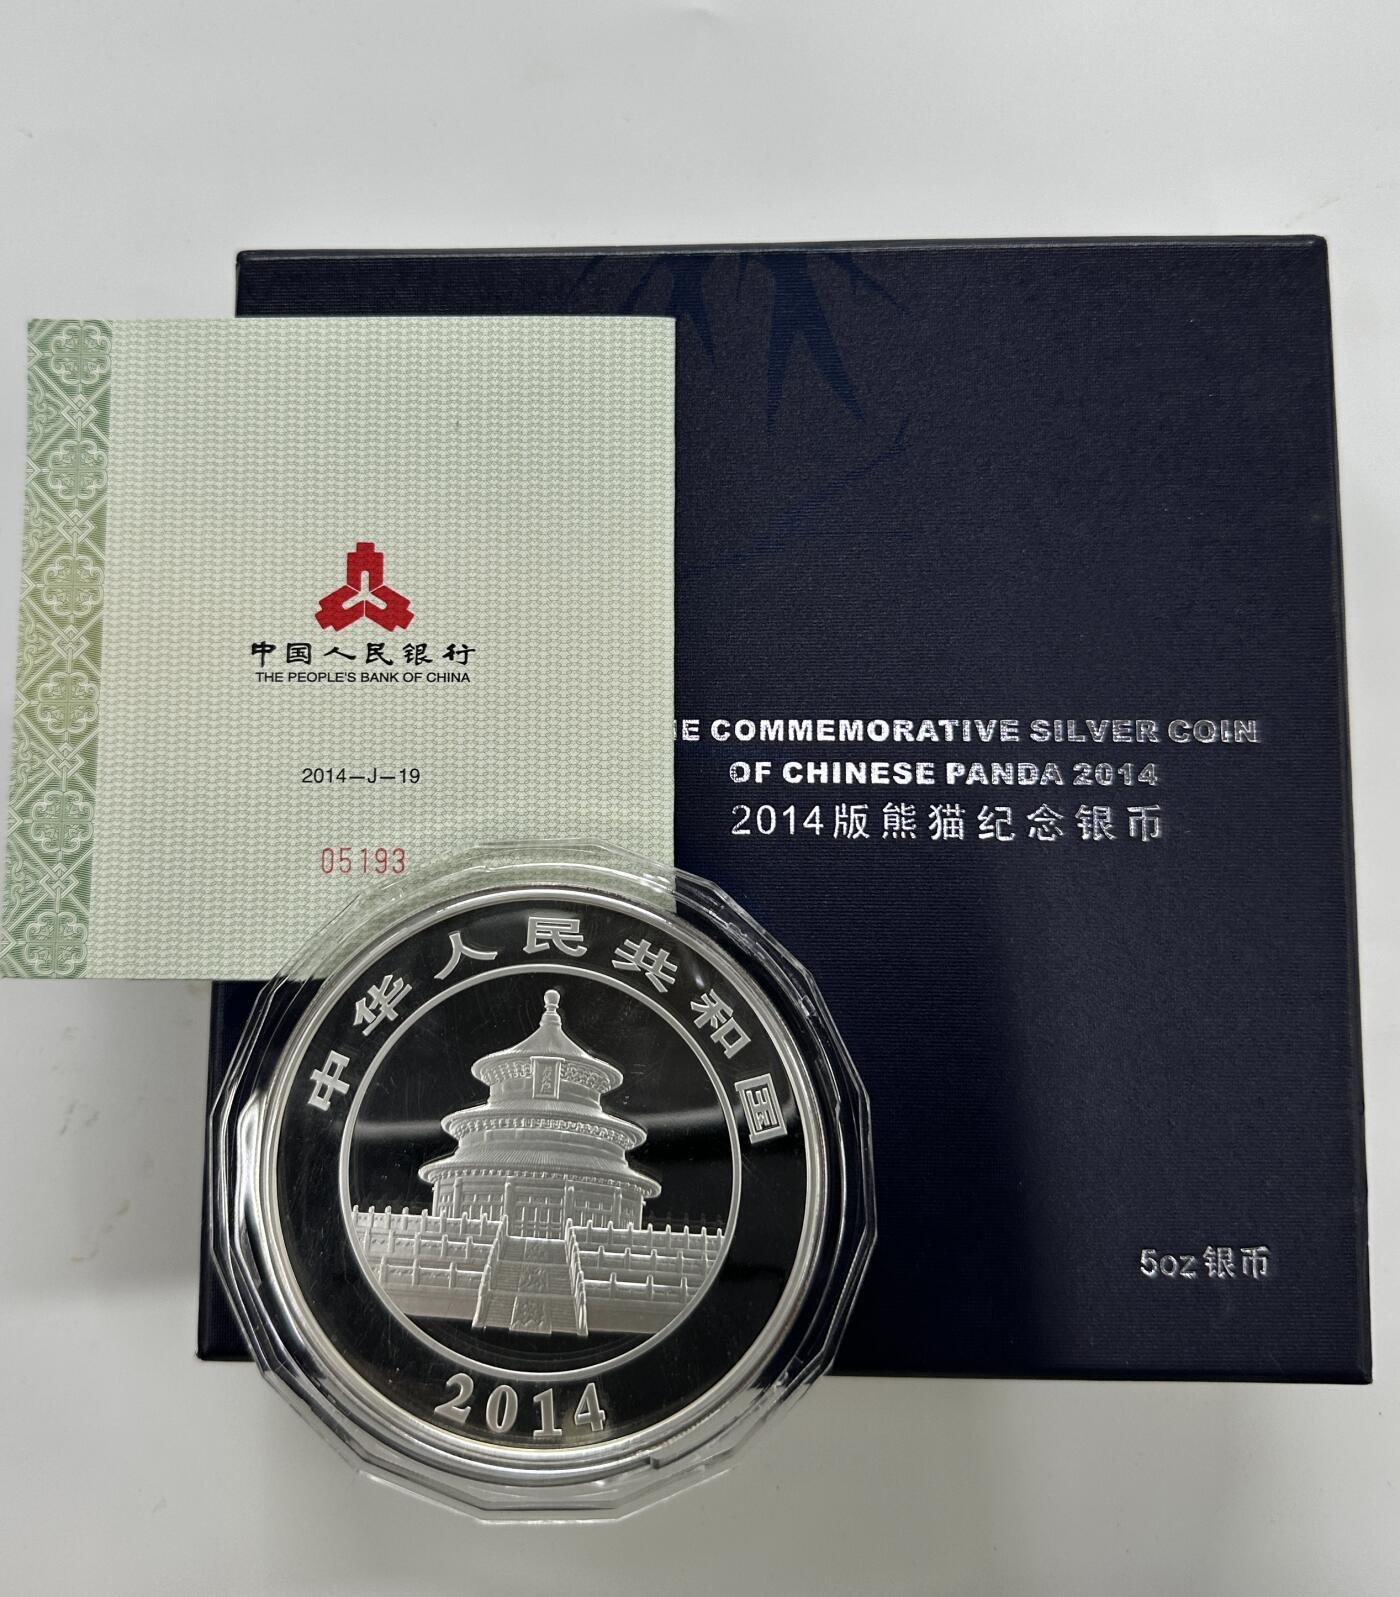 中国人民银行
THE PEOPLE'S BANK OF CHINA
2014—J—19
05193
COMMEMORATIVE SILVER COIN
OF CHINESE PANDA 2014
2014版熊猫纪念银币
5oz银币
中华人民共和国
2014